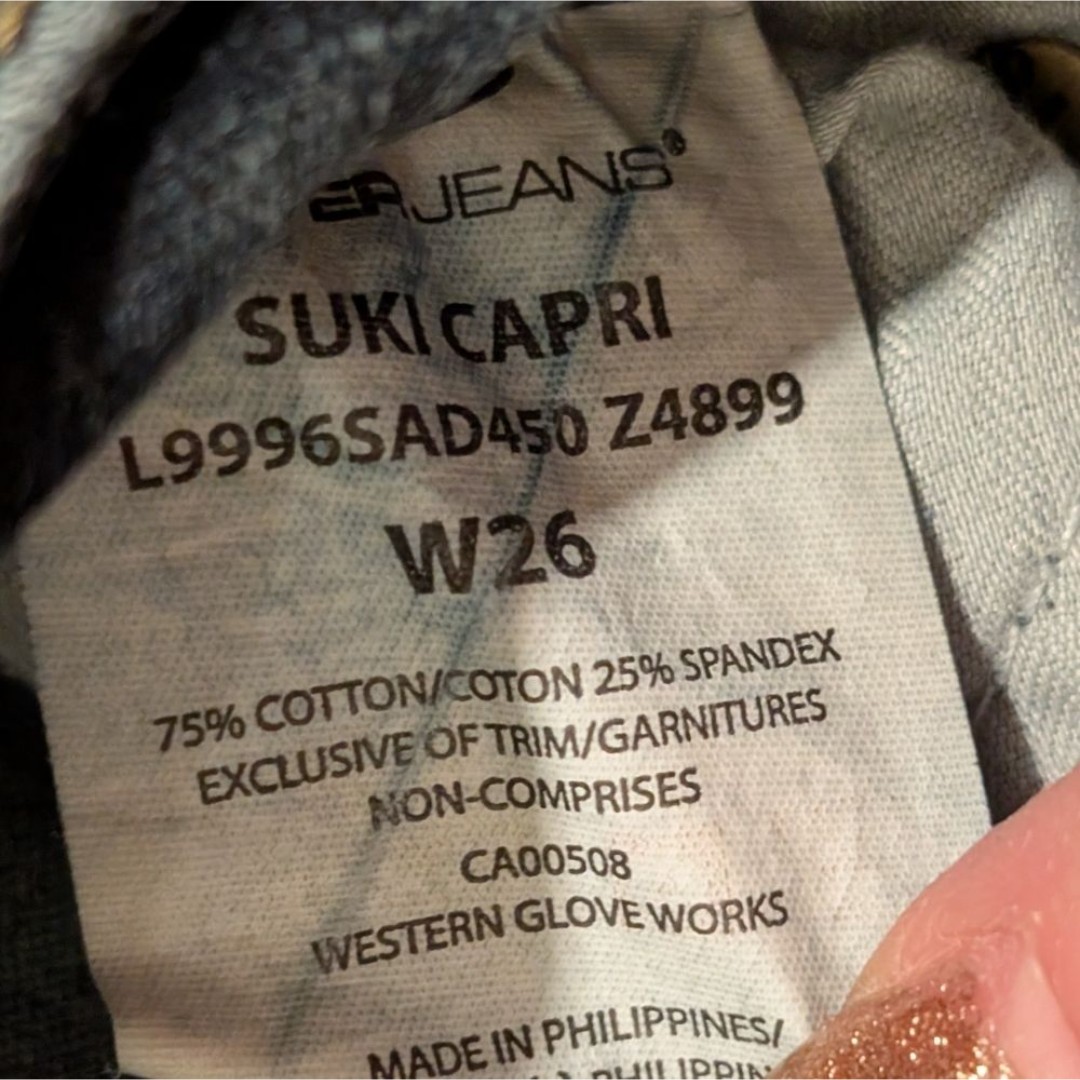 ER JEANS®
SUKI CAPRI
L9996SAD450 Z4899
W26
75% COTTON/COTON 25% SPANDEX
EXCLUSIVE OF TRIM/GARNITURES
NON-COMPRISES
CA00508
WESTERN GLOVE WORKS
MADE IN PHILIPPINES/